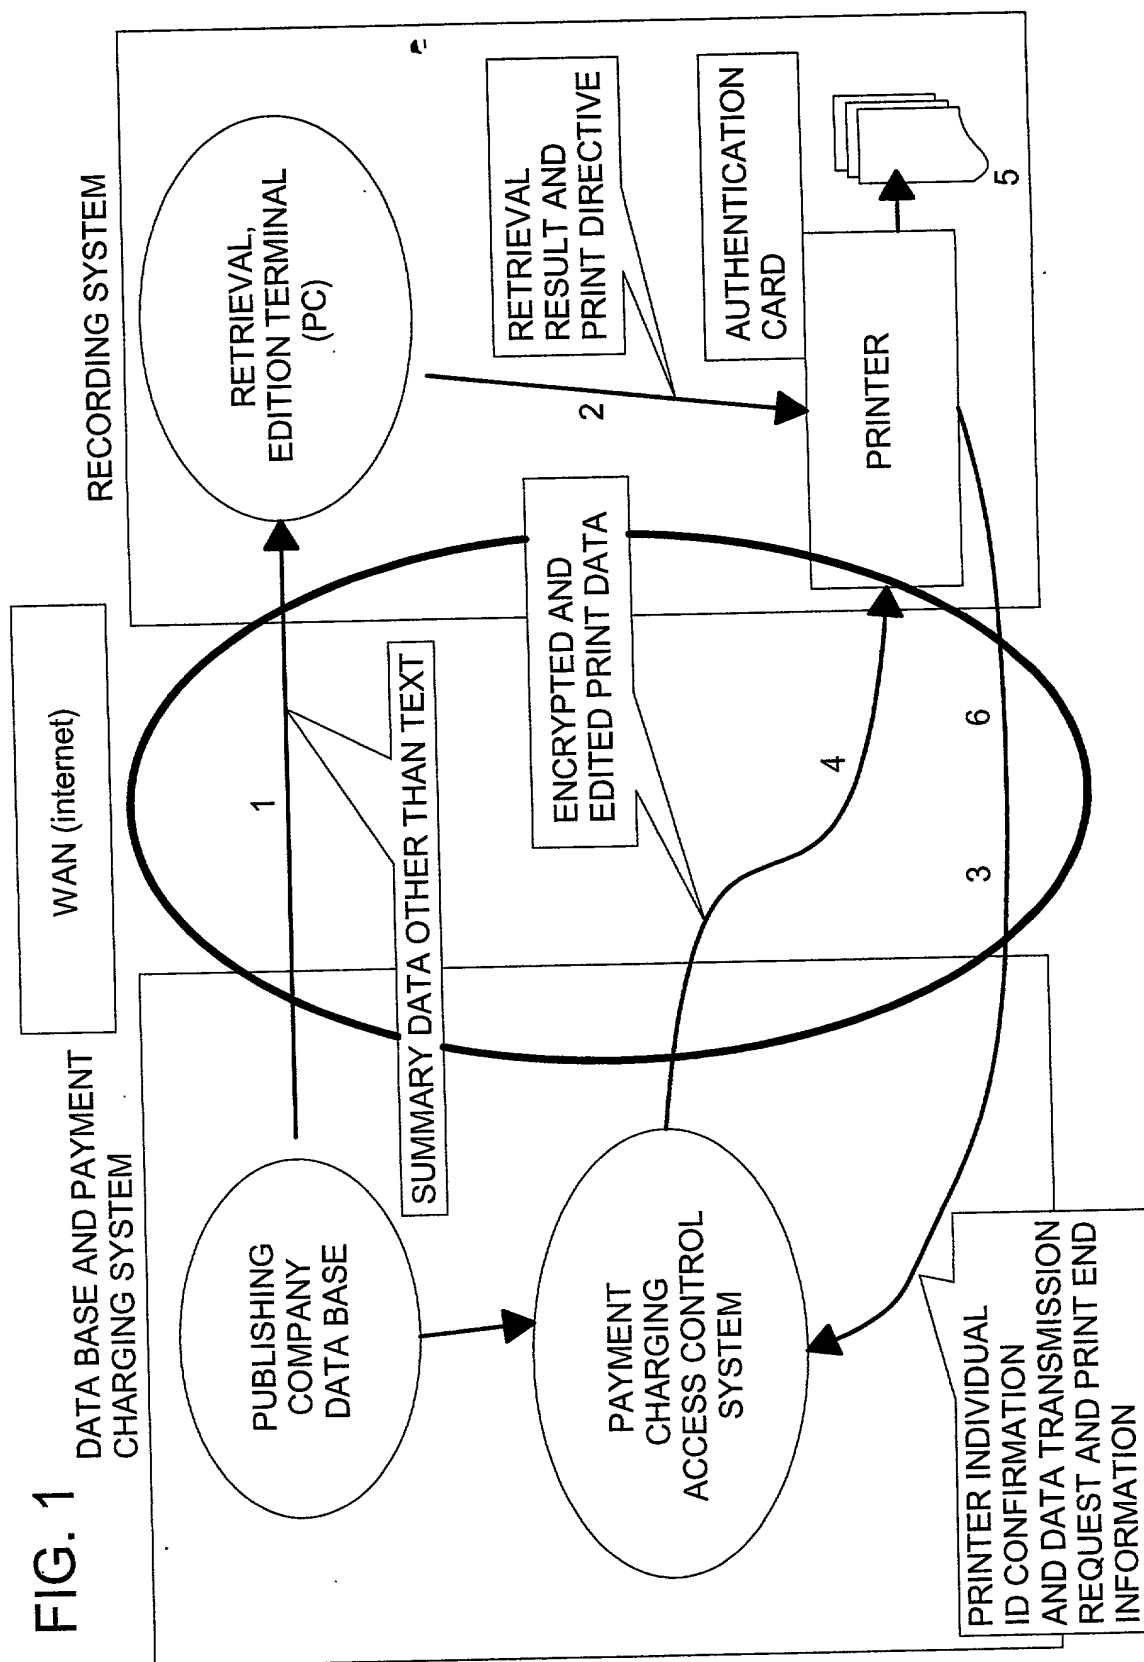 FIG. 1
DATA BASE AND PAYMENT
CHARGING SYSTEM
WAN (internet)
RECORDING SYSTEM
PUBLISHING
COMPANY
DATA BASE
1
SUMMARY DATA OTHER THAN TEXT
RETRIEVAL,
EDITION TERMINAL
(PC)
2
RETRIEVAL
RESULT AND
PRINT DIRECTIVE
PAYMENT
CHARGING
ACCESS CONTROL
SYSTEM
ENCRYPTED AND
EDITED PRINT DATA
4
AUTHENTICATION
CARD
PRINTER
5
3
6
PRINTER INDIVIDUAL
ID CONFIRMATION
AND DATA TRANSMISSION
REQUEST AND PRINT END
INFORMATION